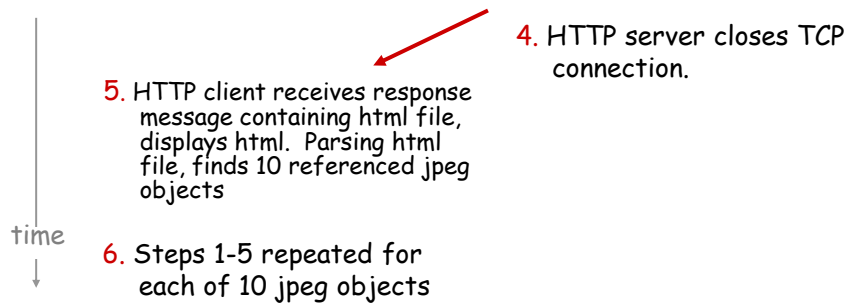 4. HTTP server closes TCP
connection.
5. HTTP client receives response
message containing html file,
displays html. Parsing html
file, finds 10 referenced jpeg
objects
time
6. Steps 1-5 repeated for
each of 10 jpeg objects